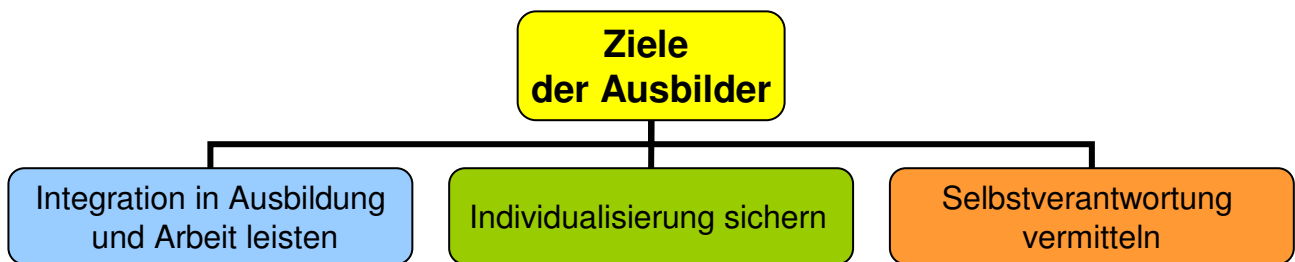 Ziele
der Ausbilder
Integration in Ausbildung
und Arbeit leisten
Individualisierung sichern
Selbstverantwortung
vermitteln